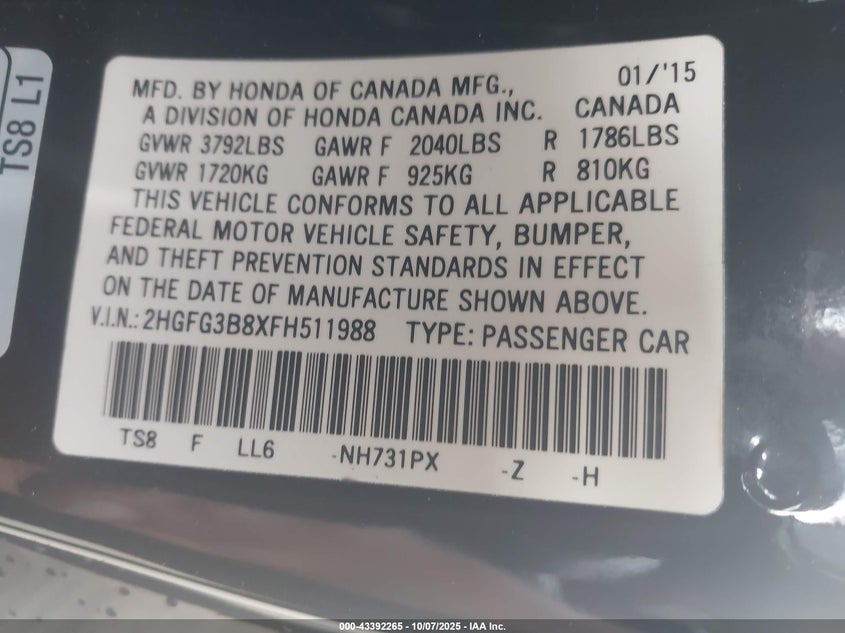 TS8 L1
MFD. BY HONDA OF CANADA MFG., 01/'15
A DIVISION OF HONDA CANADA INC. CANADA
GVWR 3792LBS GAWR F 2040LBS R 1786LBS
GVWR 1720KG GAWR F 925KG R 810KG
THIS VEHICLE CONFORMS TO ALL APPLICABLE
FEDERAL MOTOR VEHICLE SAFETY, BUMPER,
AND THEFT PREVENTION STANDARDS IN EFFECT
ON THE DATE OF MANUFACTURE SHOWN ABOVE.
V.I.N.: 2HGFG3B8XFH511988 TYPE: PASSENGER CAR
TS8 F LL6 -NH731PX -Z -H
000-43392265 - 10/07/2025 - IAA Inc.